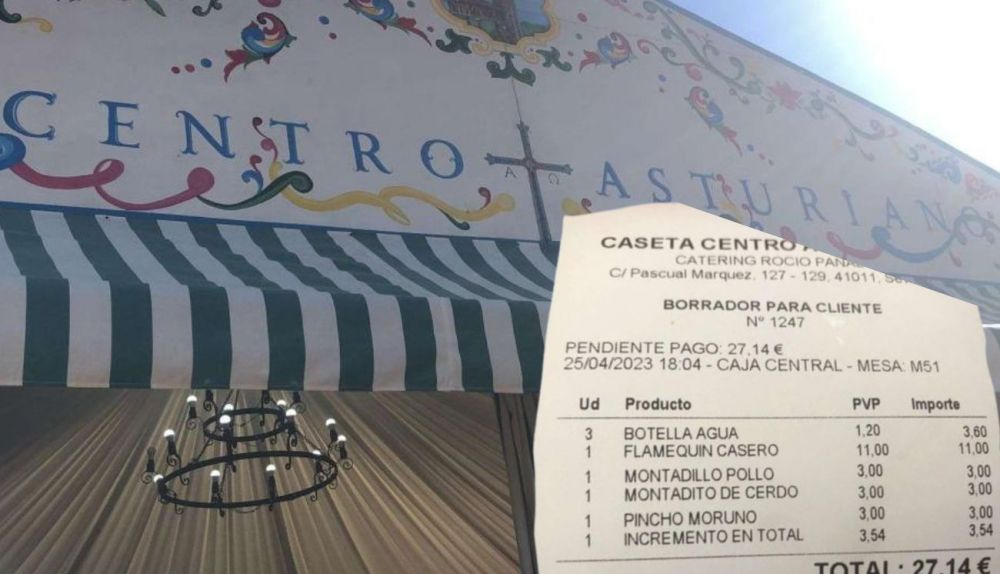 CENTRO ASTURIANO
Α Ω
CASETA CENTRO
CATERING ROCIO
C/ Pascual Marquez, 127 - 129, 41011,
BORRADOR PARA CLIENTE
Nº 1247
PENDIENTE PAGO: 27,14 €
25/04/2023 18:04 - CAJA CENTRAL - MESA: M51
Ud Producto PVP Importe
3 BOTELLA AGUA 1,20 3,60
1 FLAMEQUIN CASERO 11,00 11,00
1 MONTADILLO POLLO 3,00 3,00
1 MONTADITO DE CERDO 3,00 3,00
1 PINCHO MORUNO 3,00 3,00
1 INCREMENTO EN TOTAL 3,54 3,54
TOTAL: 27,14 €